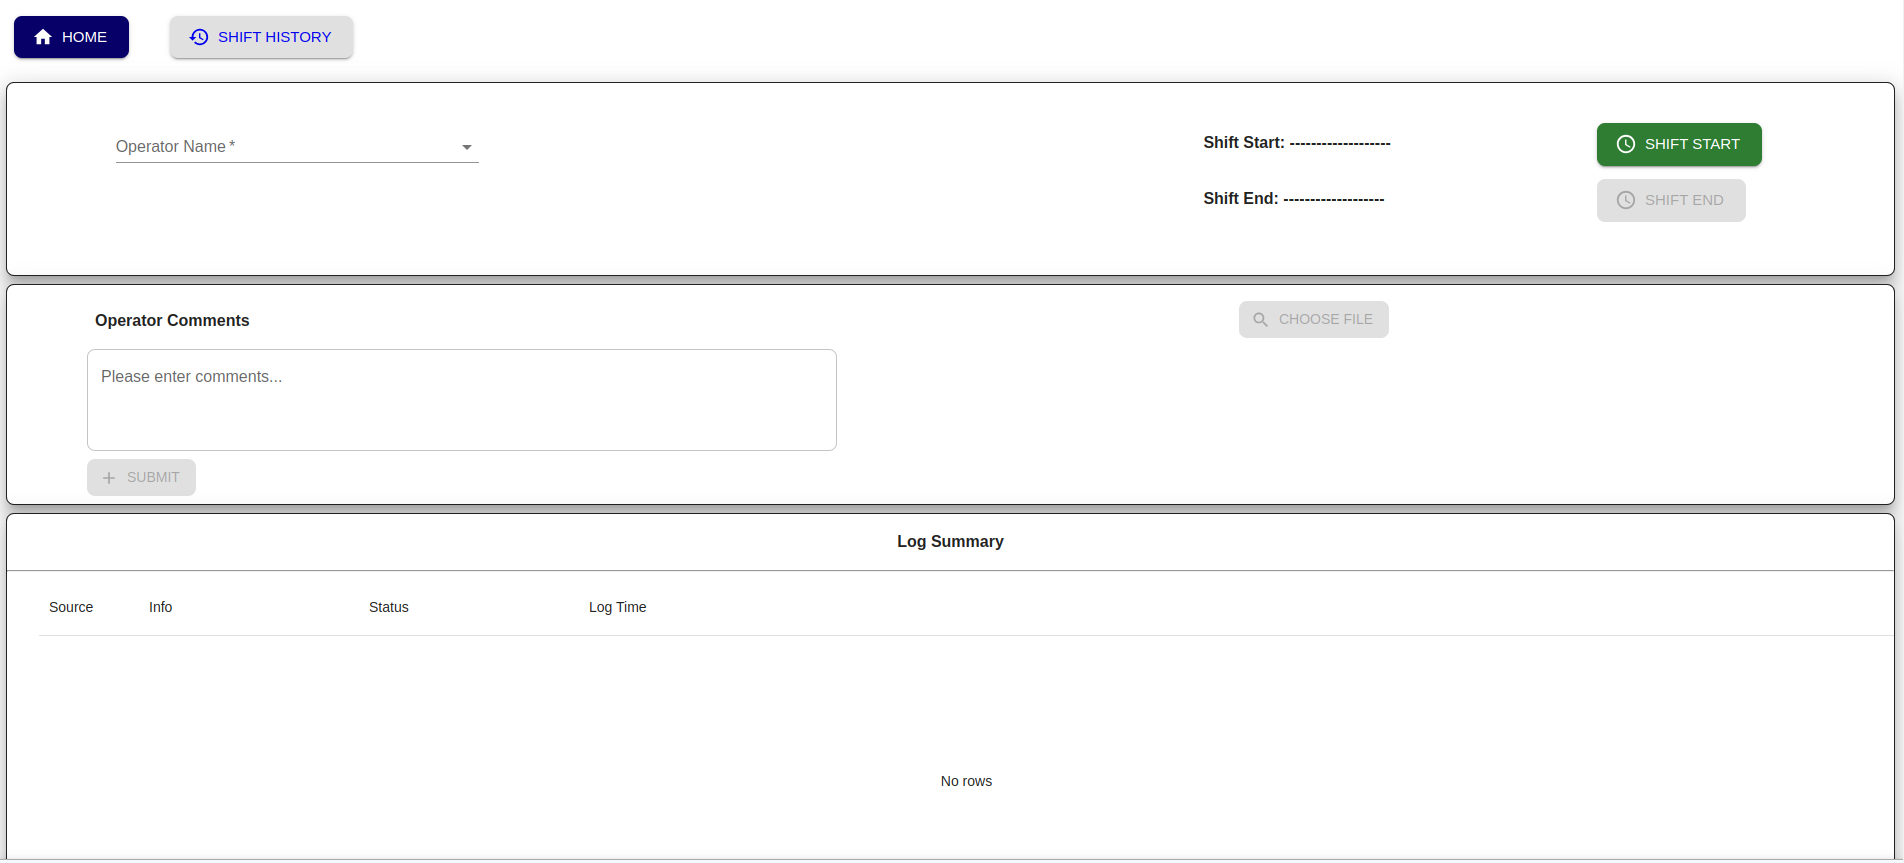 HOME
SHIFT HISTORY
Operator Name *
Shift Start: -------------------
SHIFT START
Shift End: -------------------
SHIFT END
Operator Comments
CHOOSE FILE
Please enter comments...
SUBMIT
Log Summary
Source Info Status Log Time
No rows